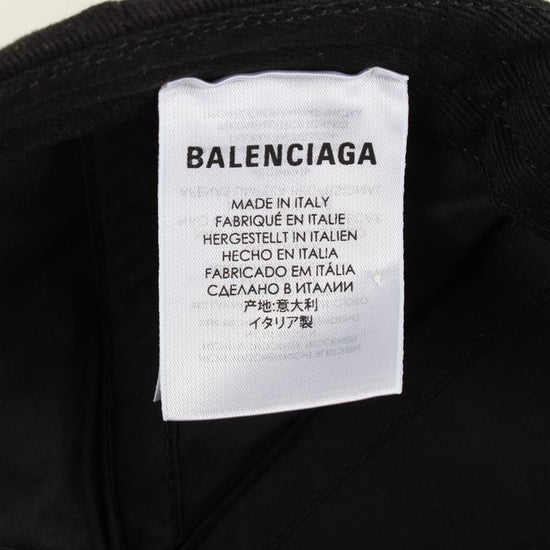 BALENCIAGA
MADE IN ITALY
FABRIQUÉ EN ITALIE
HERGESTELLT IN ITALIEN
HECHO EN ITALIA
FABRICADO EM ITÁLIA
СДЕЛАНО В ИТАЛИИ
产地:意大利
イタリア製